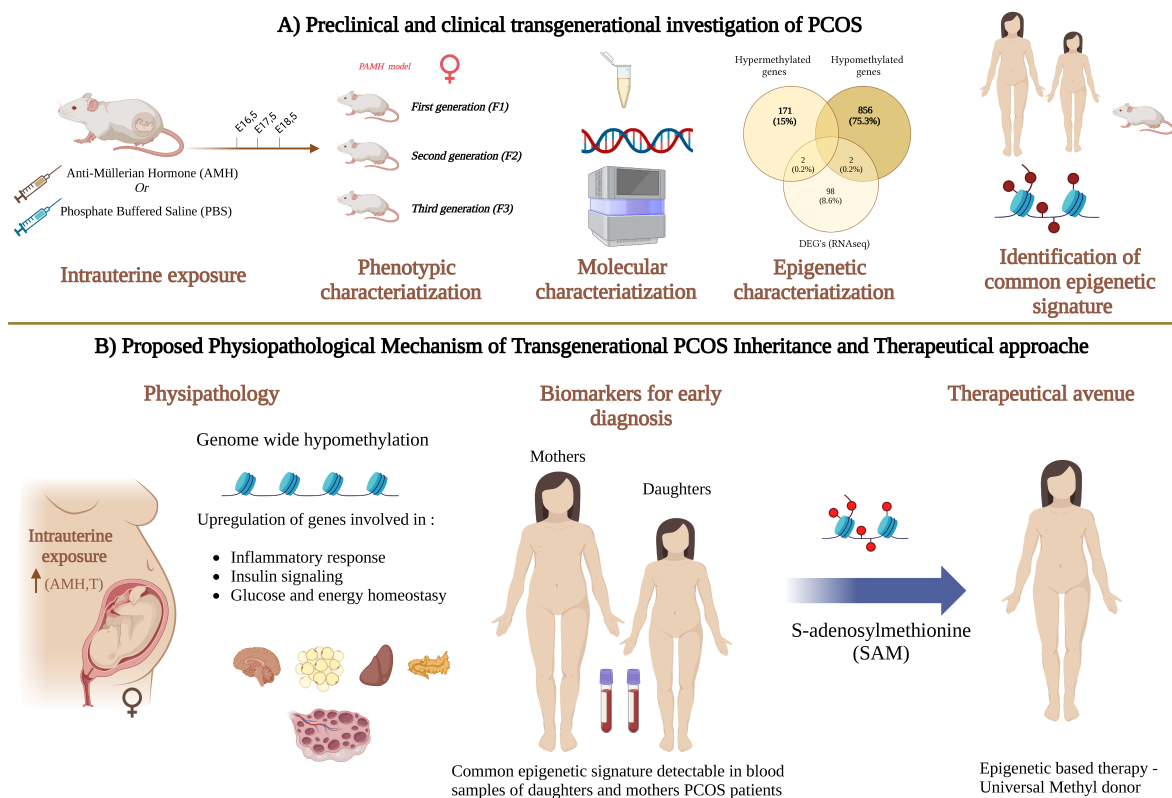 A) Preclinical and clinical transgenerational investigation of PCOS
E16,5
E17,5
E18,5
Anti-Müllerian Hormone (AMH)
Or
Phosphate Buffered Saline (PBS)
Intrauterine exposure
PAMH model
First generation (F1)
Second generation (F2)
Third generation (F3)
Phenotypic
characteriatization
Molecular
characteriatization
Hypermethylated
genes
Hypomethylated
genes
171
(15%)
856
(75.3%)
2
(0.2%)
2
(0.2%)
98
(8.6%)
DEG's (RNAseq)
Epigenetic
characteriatization
Identification of
common epigenetic
signature
B) Proposed Physiopathological Mechanism of Transgenerational PCOS Inheritance and Therapeutical approache
Physipathology
Genome wide hypomethylation
Upregulation of genes involved in :
• Inflammatory response
• Insulin signaling
• Glucose and energy homeostasy
Intrauterine
exposure
(AMH,T)
Biomarkers for early
diagnosis
Mothers
Daughters
Common epigenetic signature detectable in blood
samples of daughters and mothers PCOS patients
S-adenosylmethionine
(SAM)
Therapeutical avenue
Epigenetic based therapy -
Universal Methyl donor